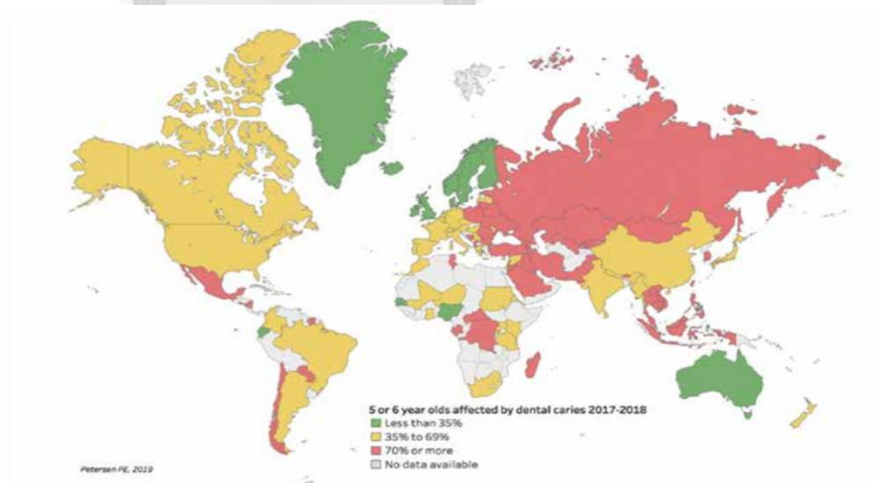 5 or 6 year olds affected by dental caries 2017-2018
Less than 35%
35% to 69%
70% or more
No data available
Petersen PE, 2019